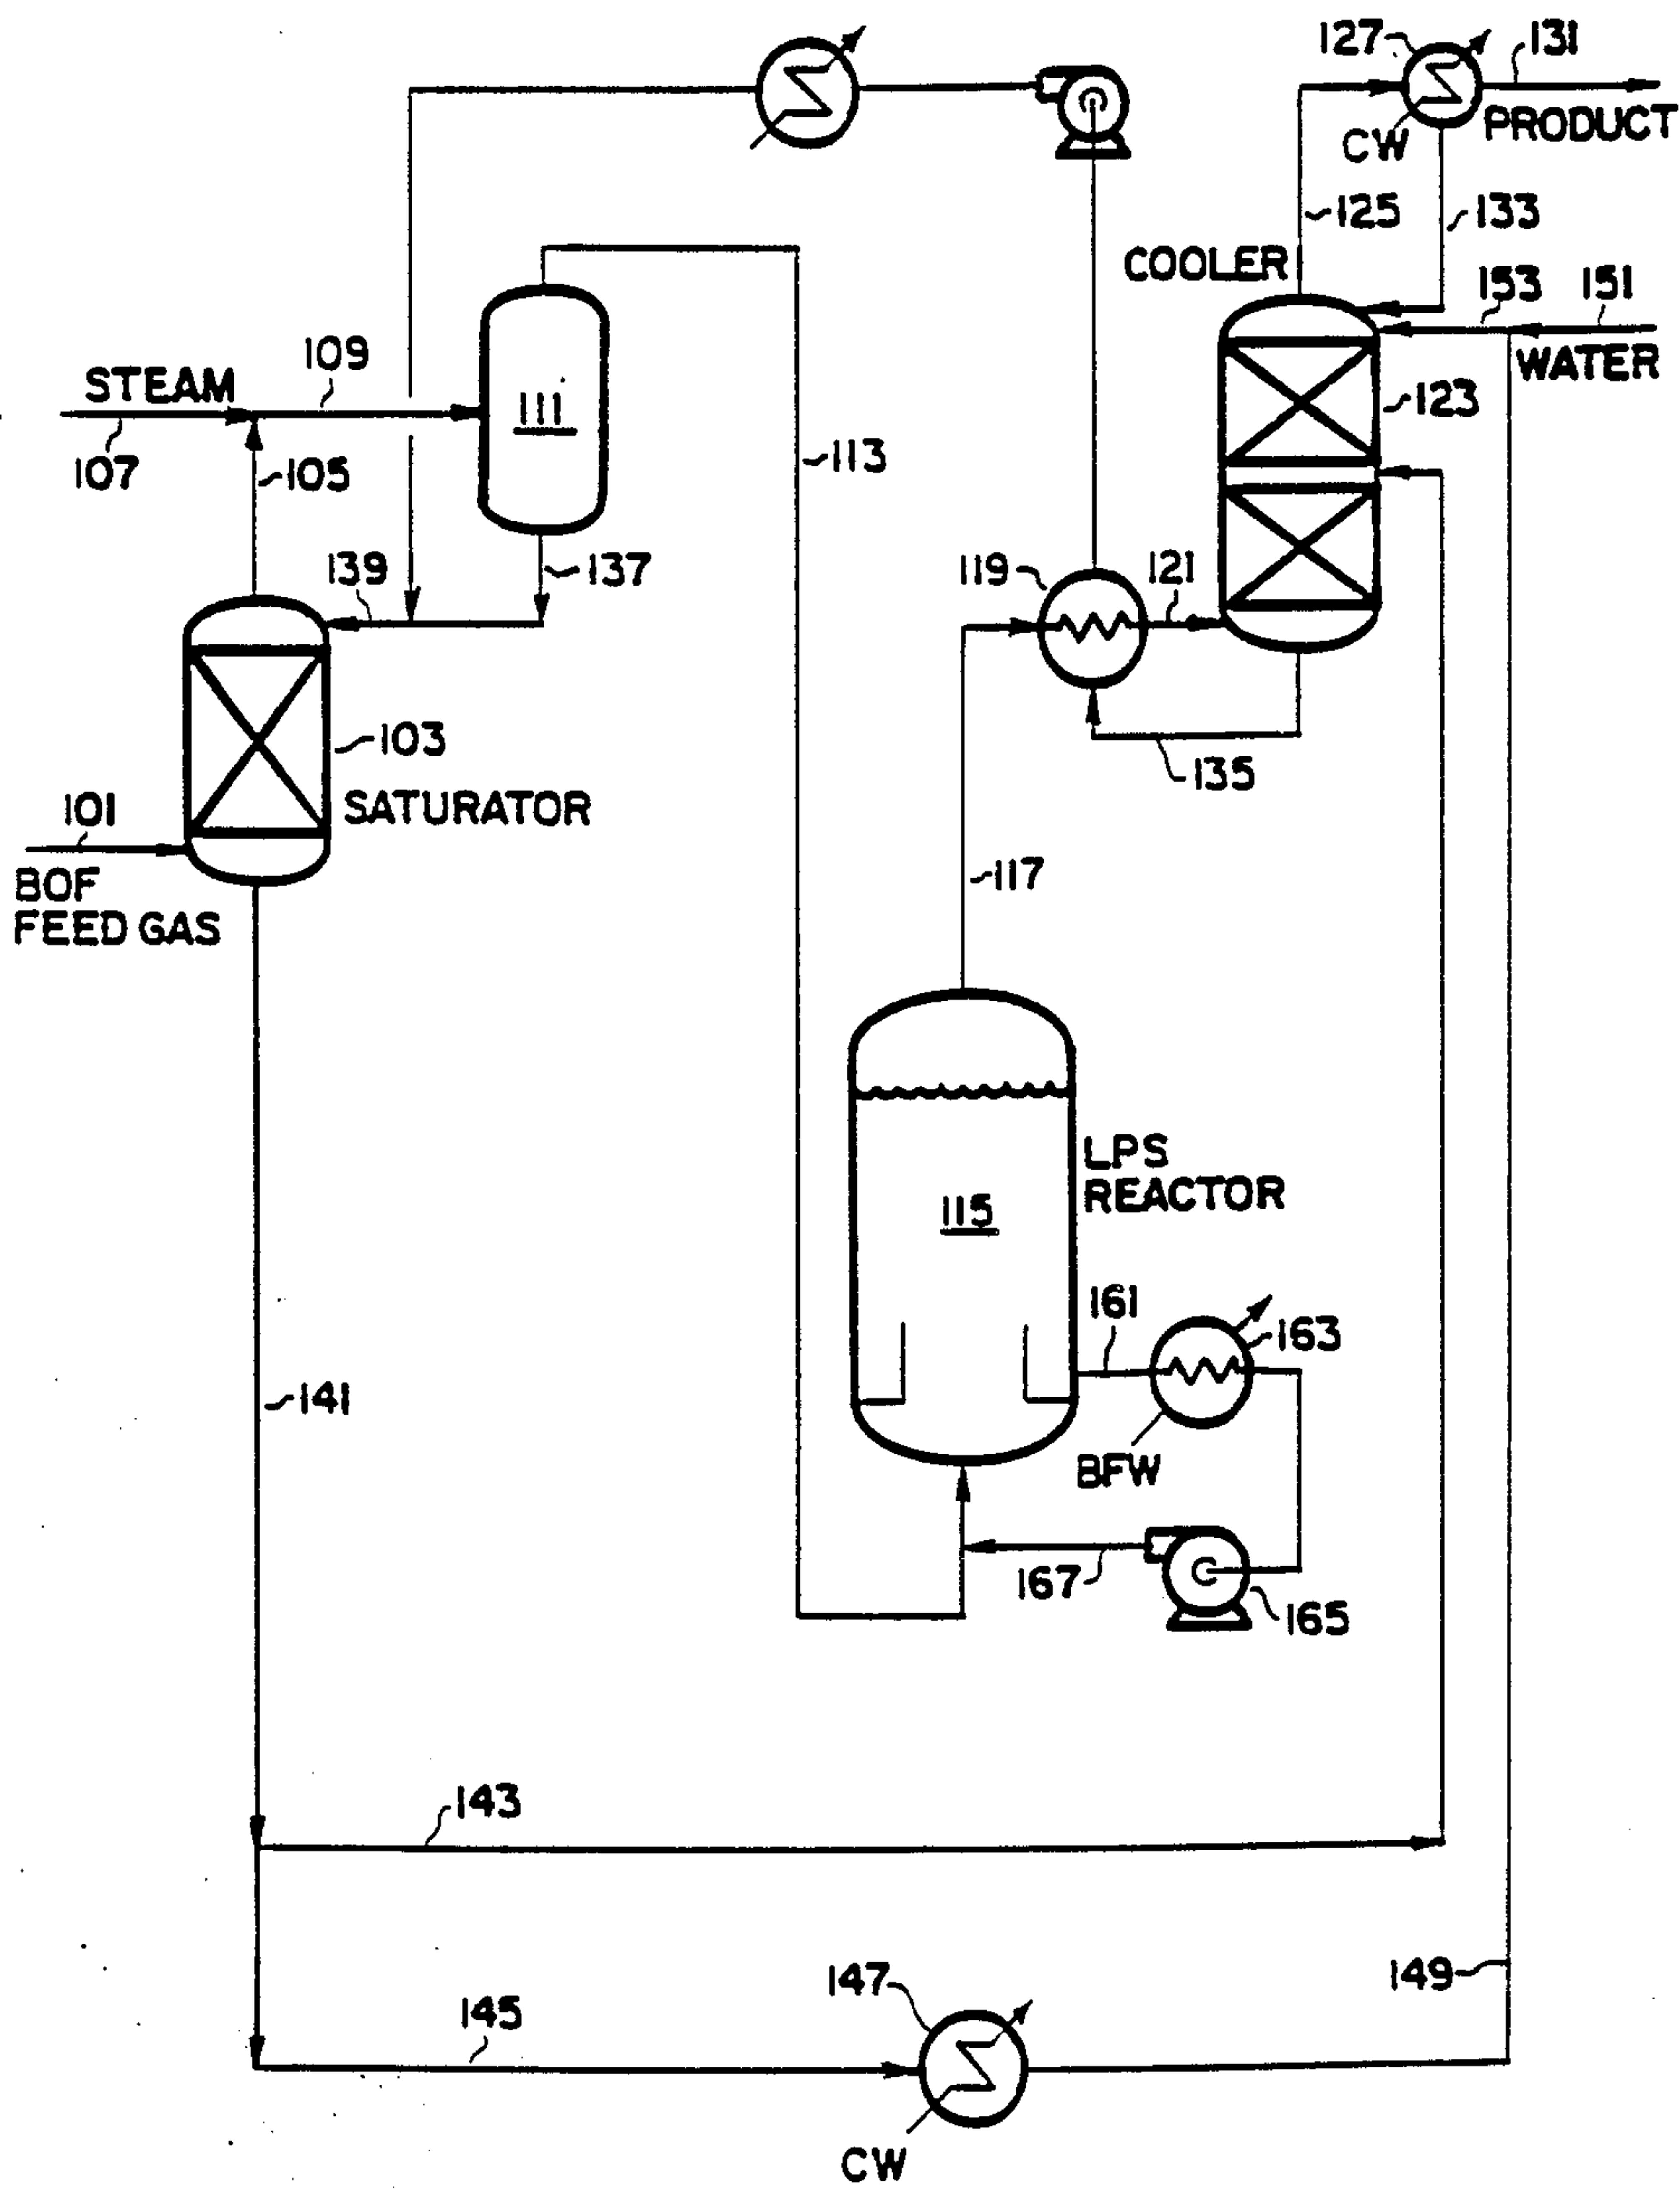 127
131
PRODUCT
CW
125
133
COOLER
153
151
WATER
109
STEAM
111
123
107
105
113
139
137
119
121
103
135
SATURATOR
101
BOF
FEED GAS
117
LPS
REACTOR
115
161
163
141
BFW
167
165
143
149
147
145
CW